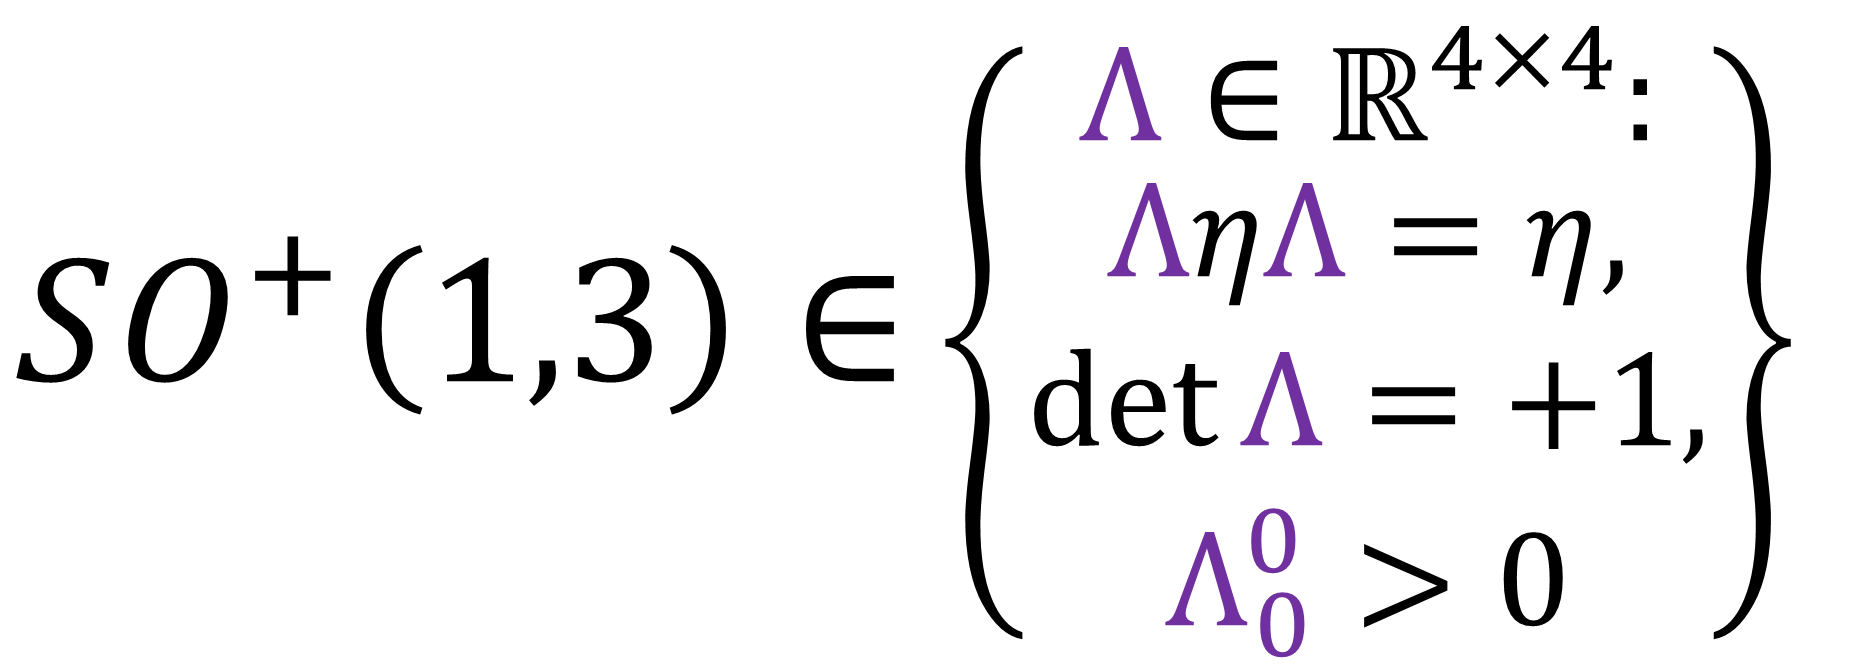 SO⁺(1,3) ∈ {
Λ ∈ ℝ⁴ˣ⁴:
ΛηΛ = η,
det Λ = +1,
Λ⁰₀ > 0
}